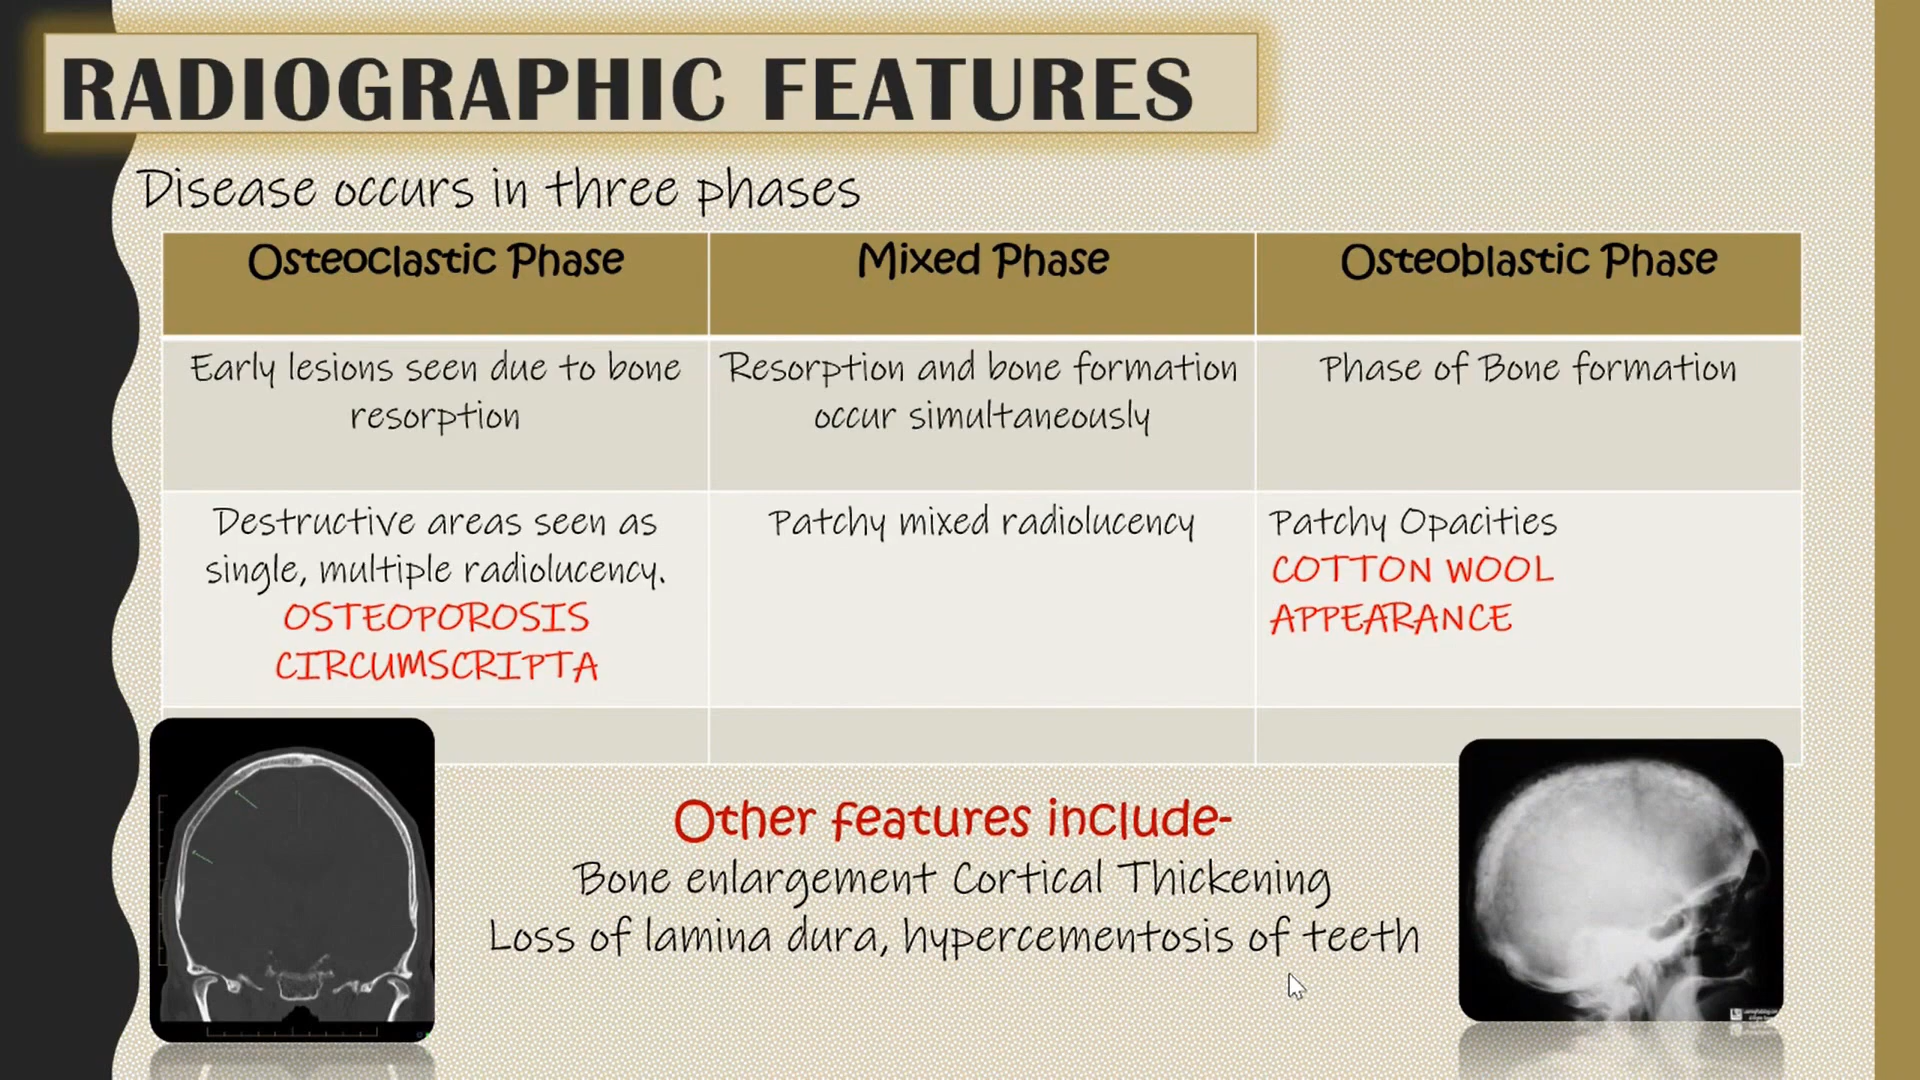 RADIOGRAPHIC FEATURES
Disease occurs in three phases
Osteoclastic Phase
Mixed Phase
Osteoblastic Phase
Early lesions seen due to bone
resorption
Resorption and bone formation
occur simultaneously
Phase of Bone formation
Destructive areas seen as
single, multiple radiolucency.
OSTEOPOROSIS
CIRCUMSCRIPTA
Patchy mixed radiolucency
Patchy Opacities
COTTON WOOL
APPEARANCE
Other features include-
Bone enlargement Cortical Thickening
Loss of lamina dura, hypercementosis of teeth